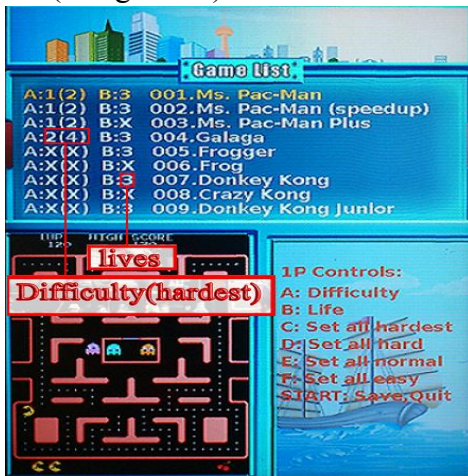 Game List
A:1(2) B:3 001.Ms. Pac-Man
A:1(2) B:3 002.Ms. Pac-Man (speedup)
A:1(2) B:X 003.Ms. Pac-Man Plus
A:2(4) B:3 004.Galaga
A:X(X) B:3 005.Frogger
A:X(X) B:X 006.Frog
A:X(X) B:3 007.Donkey Kong
A:X(X) B:X 008.Crazy Kong
A:X(X) B:3 009.Donkey Kong Junior
1UP HIGH SCORE
120 120
lives
Difficulty(hardest)
1P Controls:
A: Difficulty
B: Life
C: Set all hardest
D: Set all hard
E: Set all normal
F: Set all easy
START: Save,Quit